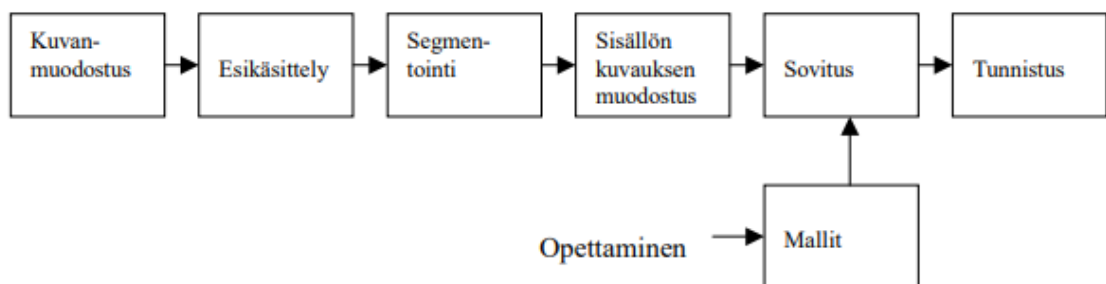 Kuvan-
muodostus
Esikäsittely
Segmen-
tointi
Sisällön
kuvauksen
muodostus
Sovitus
Tunnistus
Opettaminen
Mallit